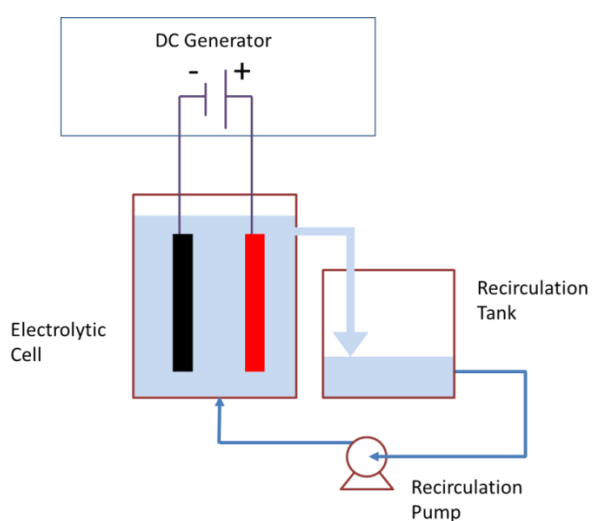 DC Generator
- +
Electrolytic
Cell
Recirculation
Tank
Recirculation
Pump